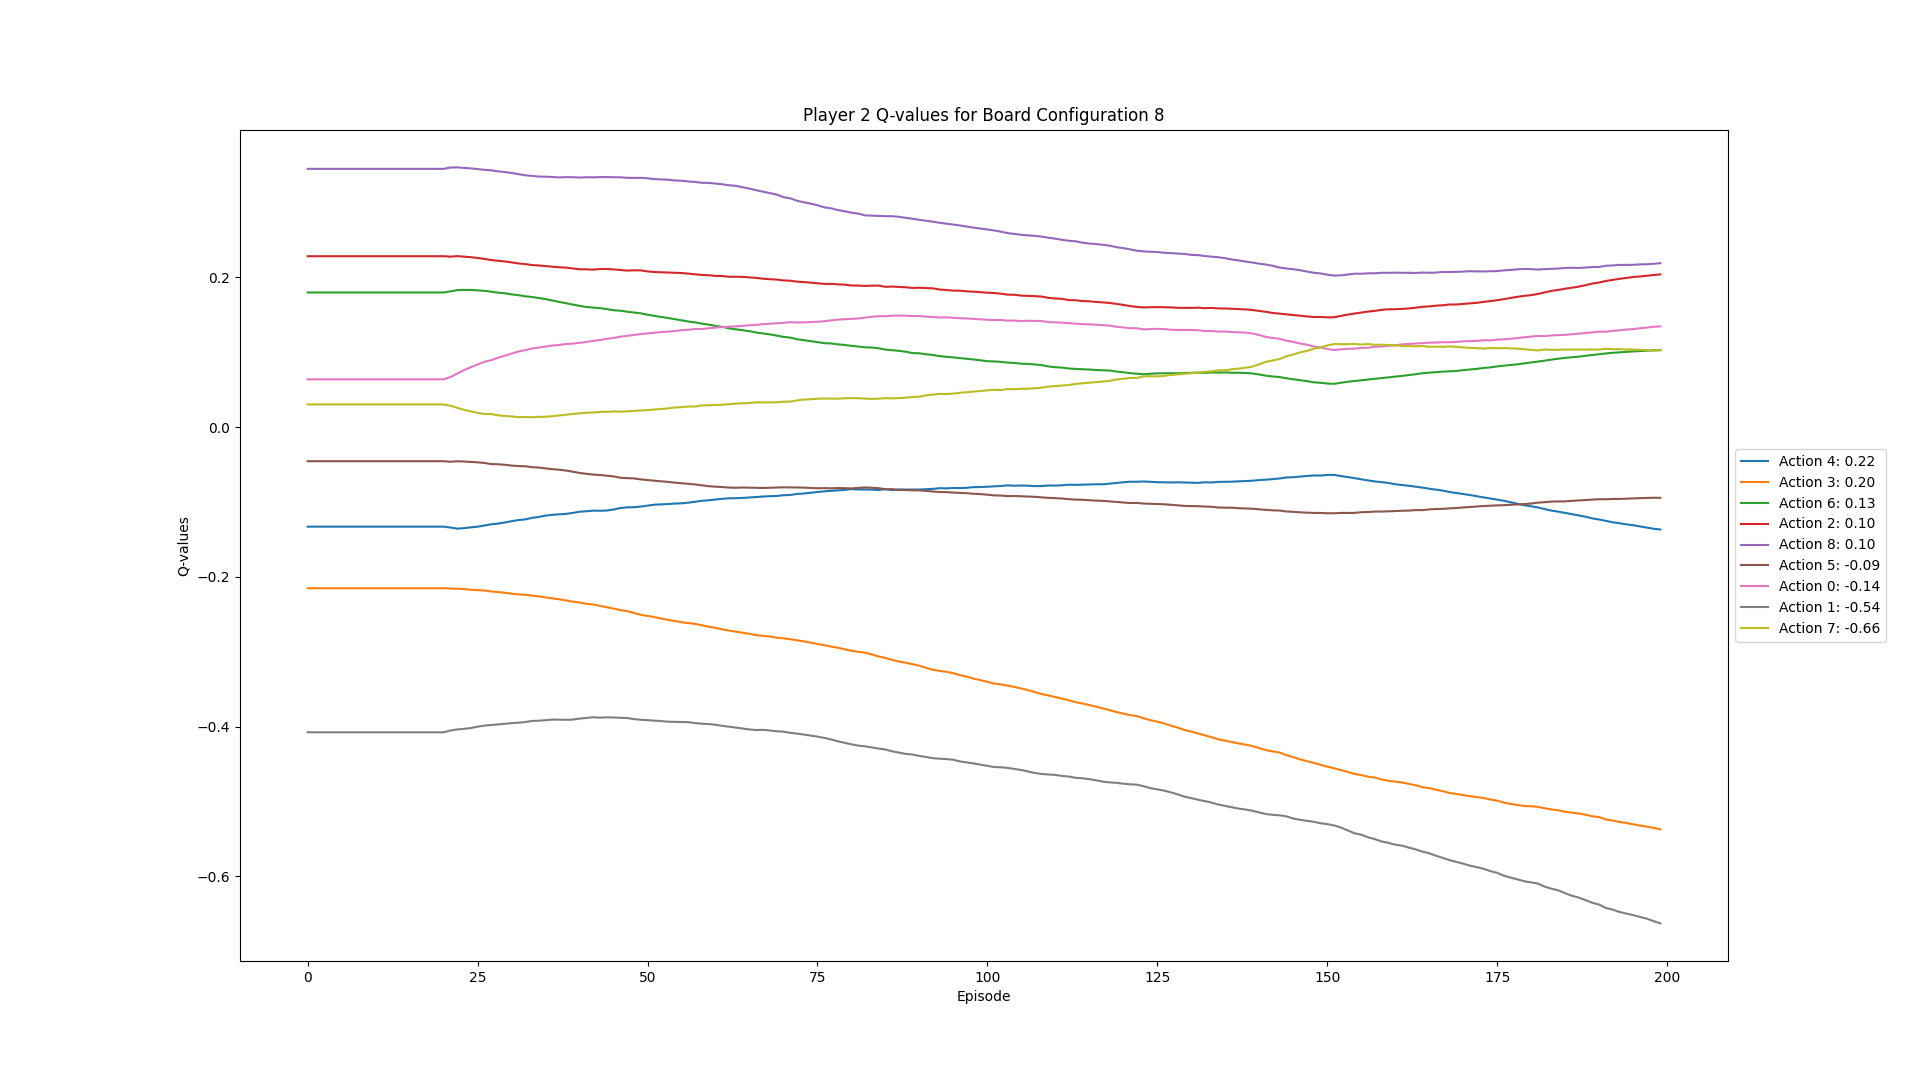 Player 2 Q-values for Board Configuration 8
Q-values
0.2
0.0
−0.2
−0.4
−0.6
0
25
50
75
100
125
150
175
200
Episode
Action 4: 0.22
Action 3: 0.20
Action 6: 0.13
Action 2: 0.10
Action 8: 0.10
Action 5: -0.09
Action 0: -0.14
Action 1: -0.54
Action 7: -0.66